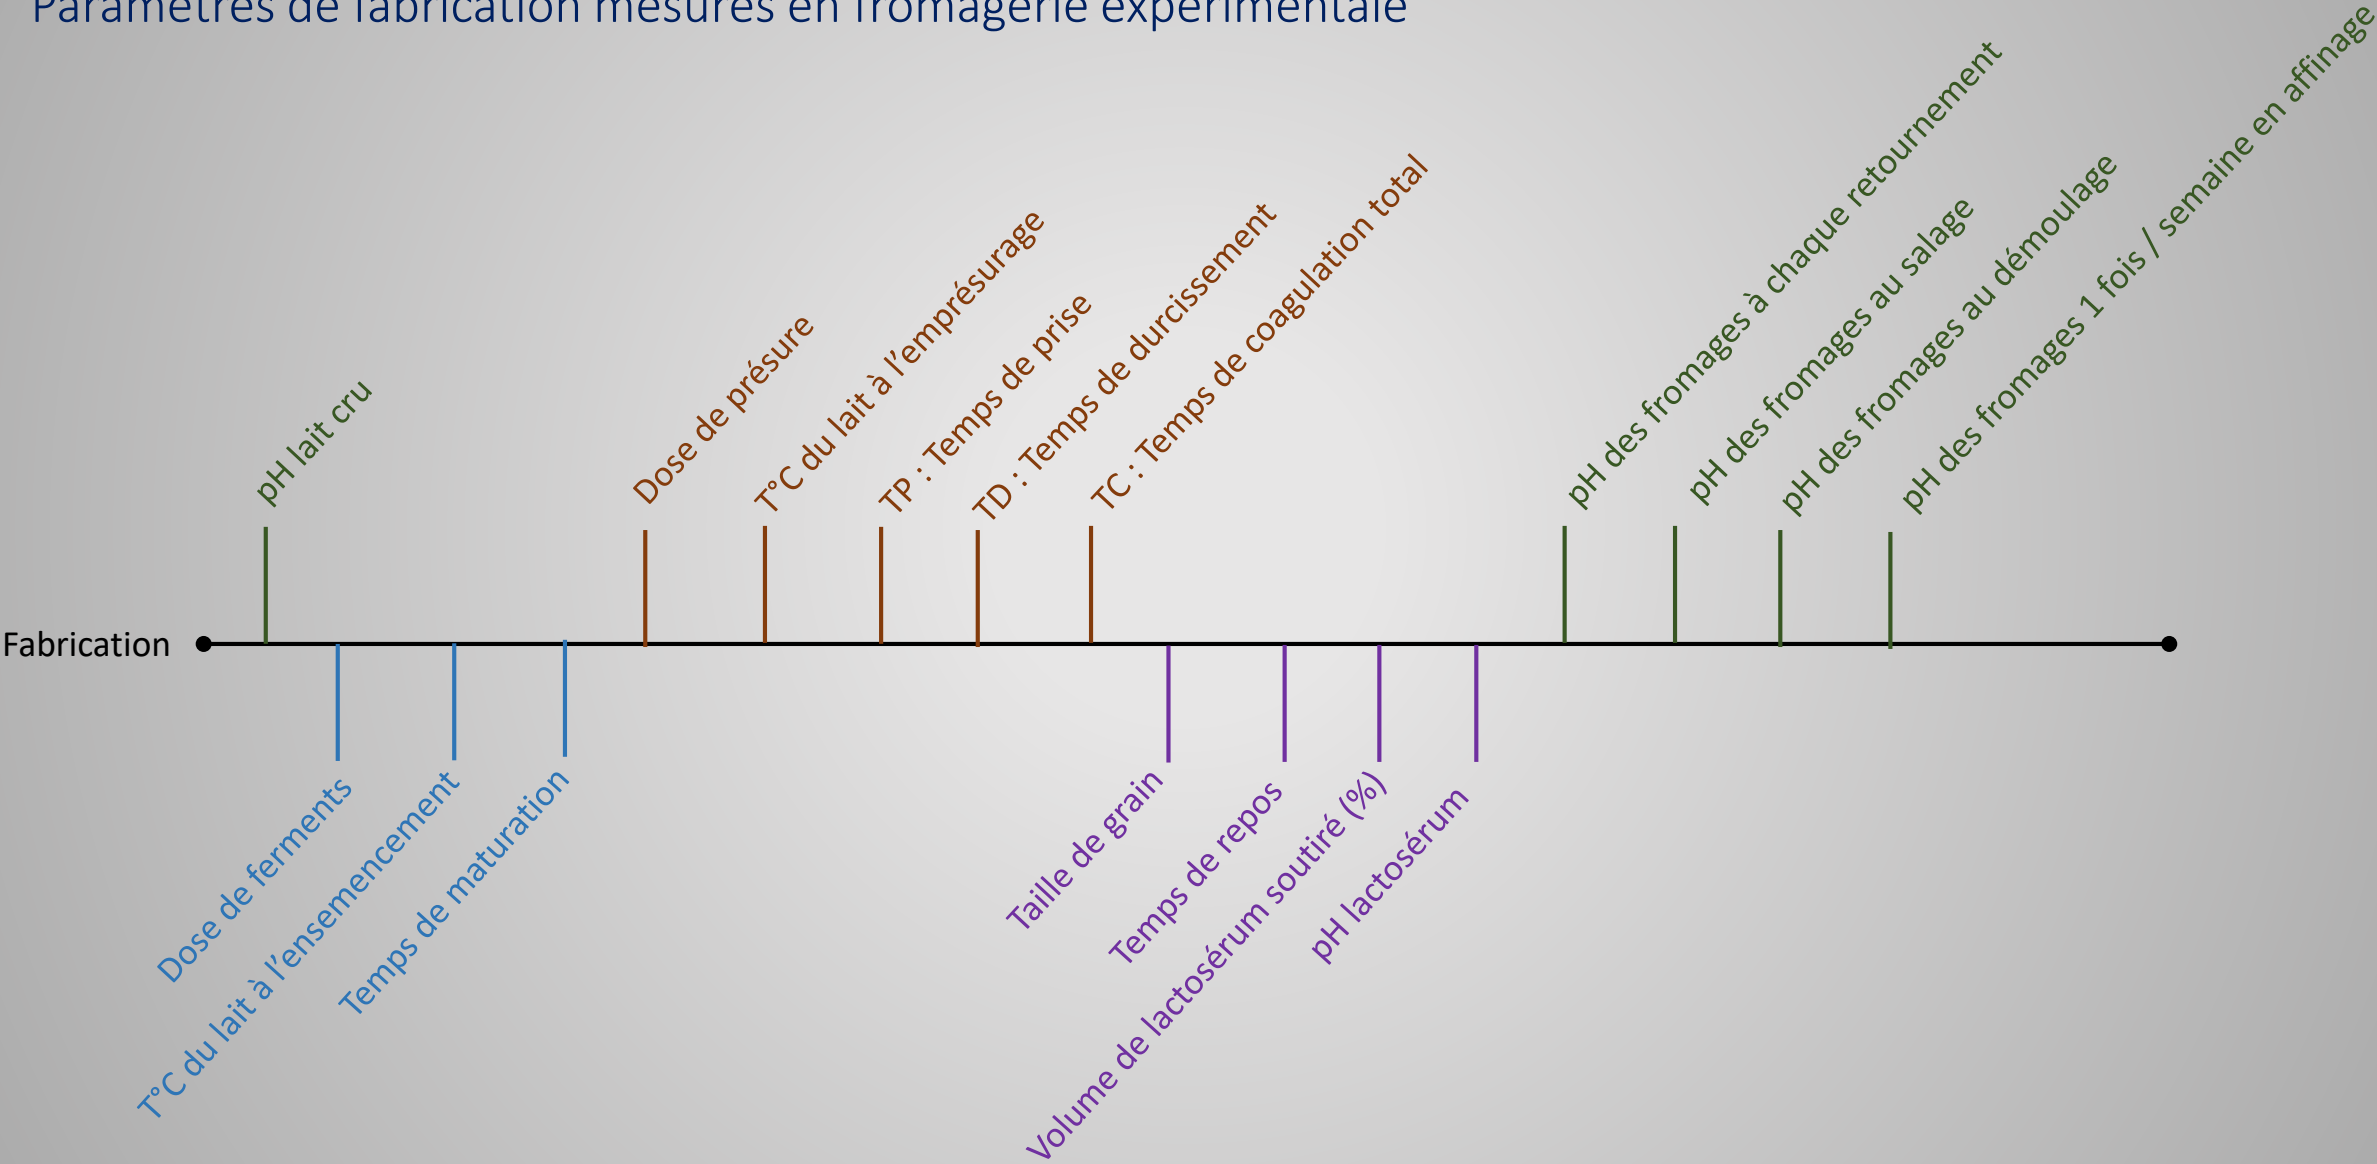 Paramètres de fabrication mesurés en fromagerie expérimentale
pH lait cru
Dose de présure
T°C du lait à l’emprésurage
TP : Temps de prise
TD : Temps de durcissement
TC : Temps de coagulation total
pH des fromages à chaque retournement
pH des fromages au salage
pH des fromages au démoulage
pH des fromages 1 fois / semaine en affinage
Fabrication
Dose de ferments
T°C du lait à l’ensemencement
Temps de maturation
Taille de grain
Temps de repos
Volume de lactosérum soutiré (%)
pH lactosérum